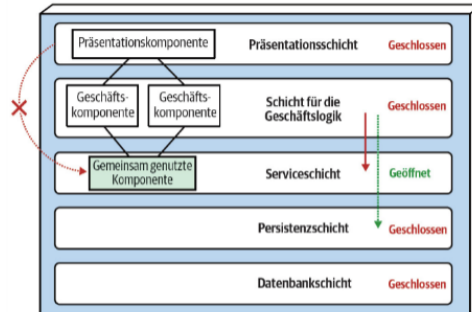 Präsentationskomponente
Präsentationsschicht
Geschlossen
Geschäfts-
komponente
Geschäfts-
komponente
Schicht für die
Geschäftslogik
Geschlossen
Gemeinsam genutzte
Komponente
Serviceschicht
Geöffnet
Persistenzschicht
Geschlossen
Datenbankschicht
Geschlossen